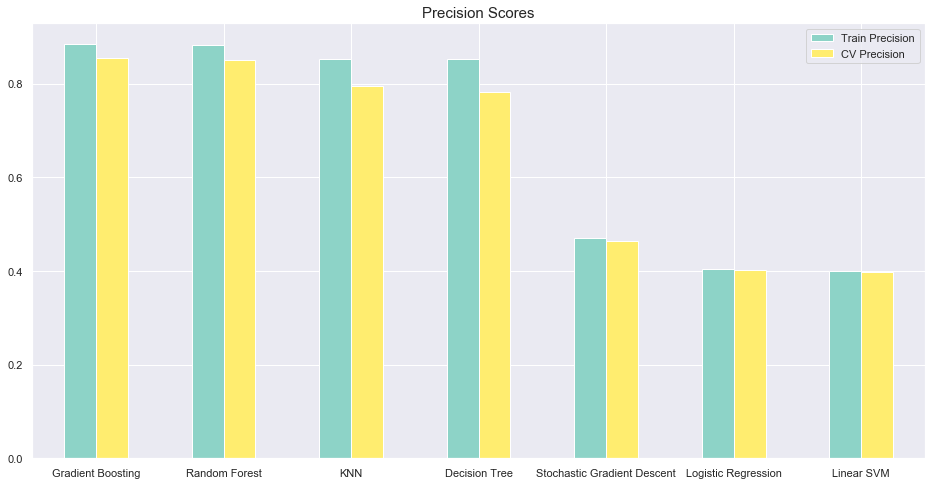 Precision Scores
Train Precision
CV Precision
0.8
0.6
0.4
0.2
0.0
Gradient Boosting Random Forest KNN Decision Tree Stochastic Gradient Descent Logistic Regression Linear SVM